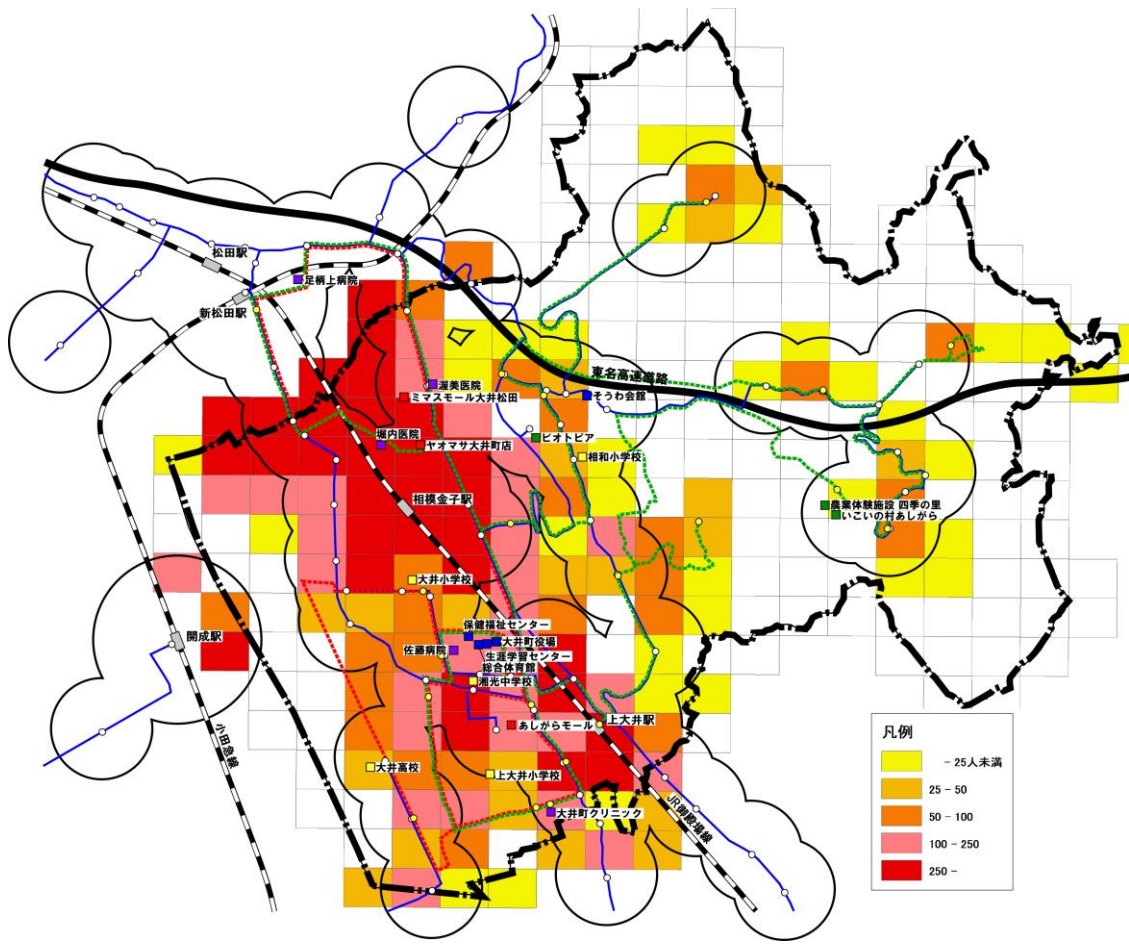 松田駅
足柄上病院
新松田駅
東名高速道路
渥美医院
ミマスモール大井松田
そうわ会館
堀内医院
ヤオマサ大井町店
ビオトピア
相和小学校
相模金子駅
農業体験施設 四季の里
いこいの村あしがら
大井小学校
保健福祉センター
開成駅
大井町役場
佐藤病院
生涯学習センター
総合体育館
湘光中学校
小田急線
あしがらモール
上大井駅
大井高校
上大井小学校
大井町クリニック
JR御殿場線
凡例
- 25人未満
25 - 50
50 - 100
100 - 250
250 -